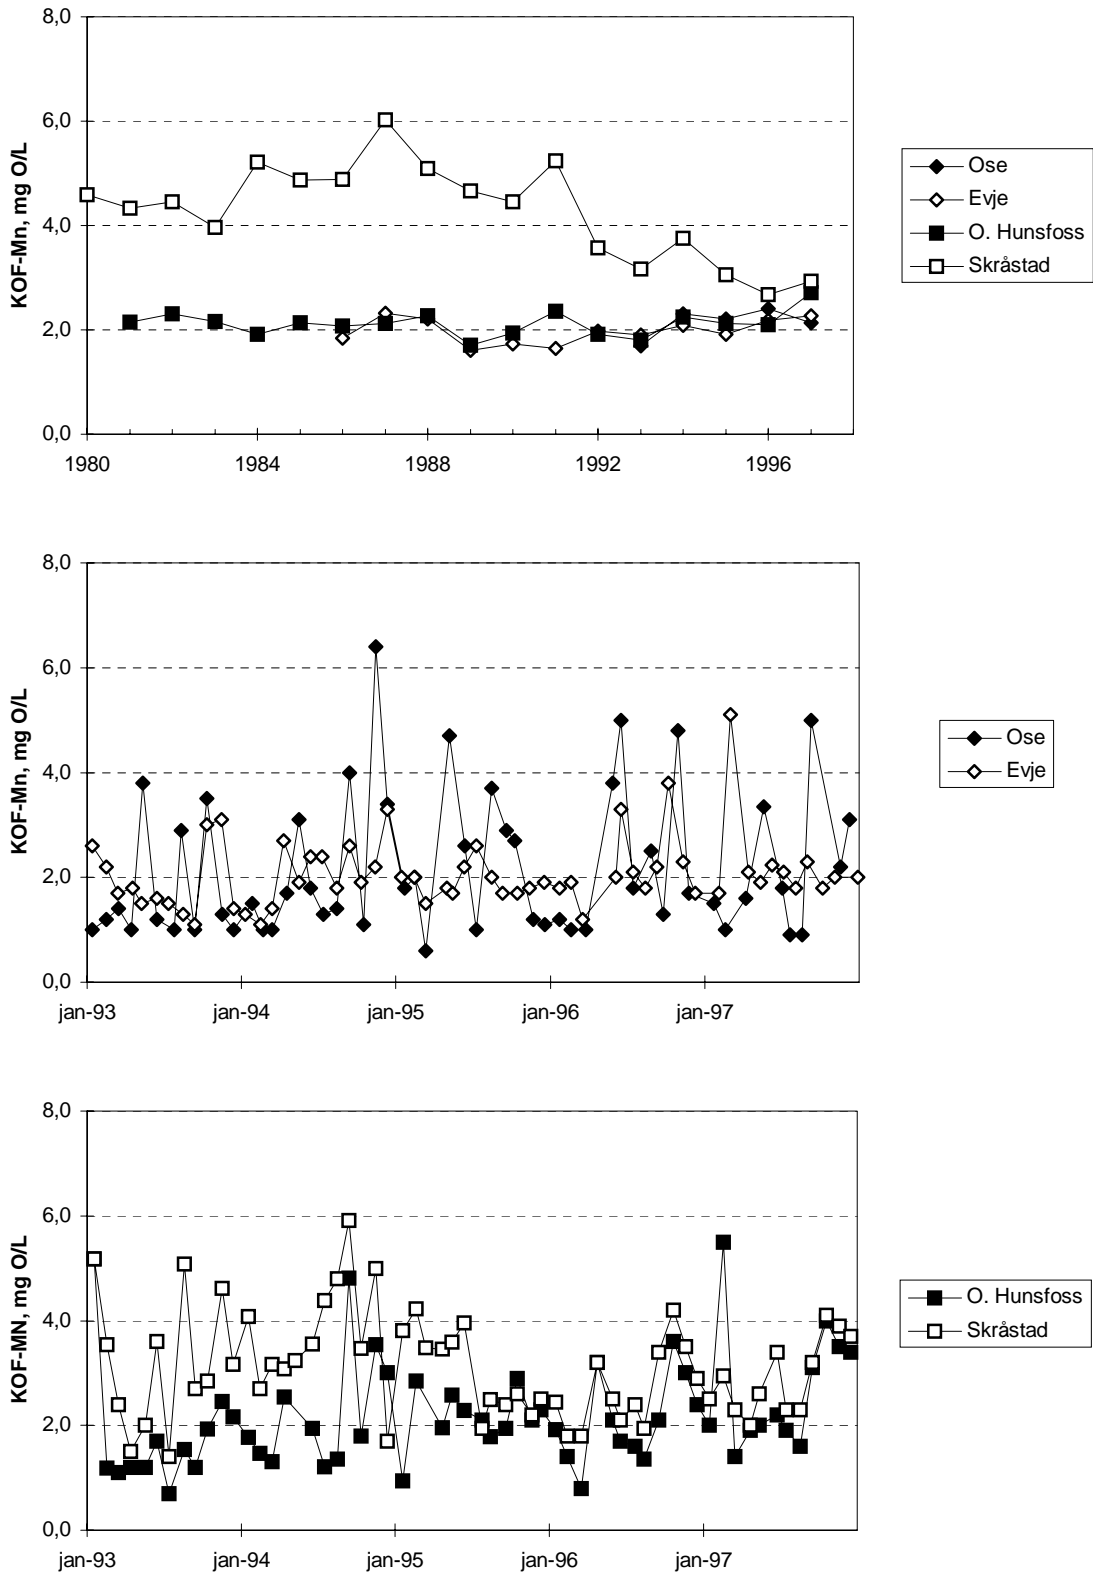 8,0
6,0
4,0
2,0
0,0
KOF-Mn, mg O/L
1980
1984
1988
1992
1996
Ose
Evje
O. Hunsfoss
Skråstad
8,0
6,0
4,0
2,0
0,0
KOF-Mn, mg O/L
jan-93
jan-94
jan-95
jan-96
jan-97
Ose
Evje
8,0
6,0
4,0
2,0
0,0
KOF-MN, mg O/L
jan-93
jan-94
jan-95
jan-96
jan-97
O. Hunsfoss
Skråstad